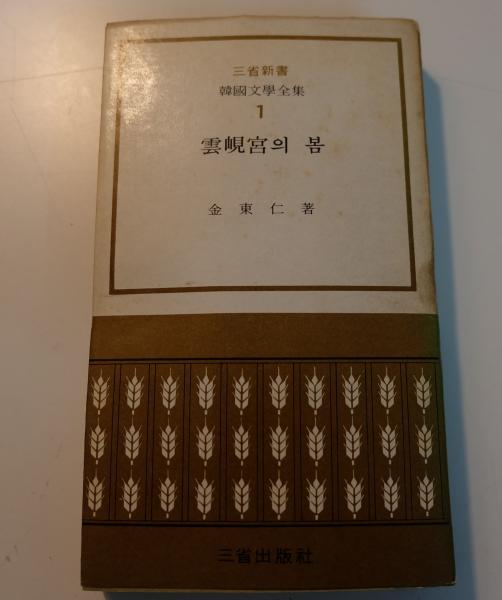 三省新書
韓國文學全集
1
雲峴宮의 봄
金東仁著
三省出版社